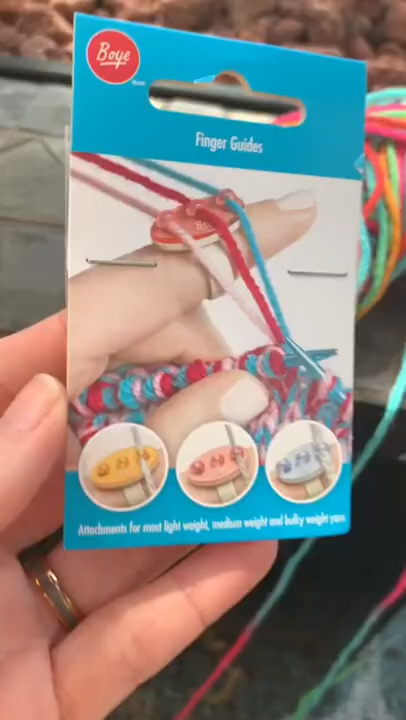 Boye
Finger Guides
Attachments for most light weight, medium weight and bulky weight yarn